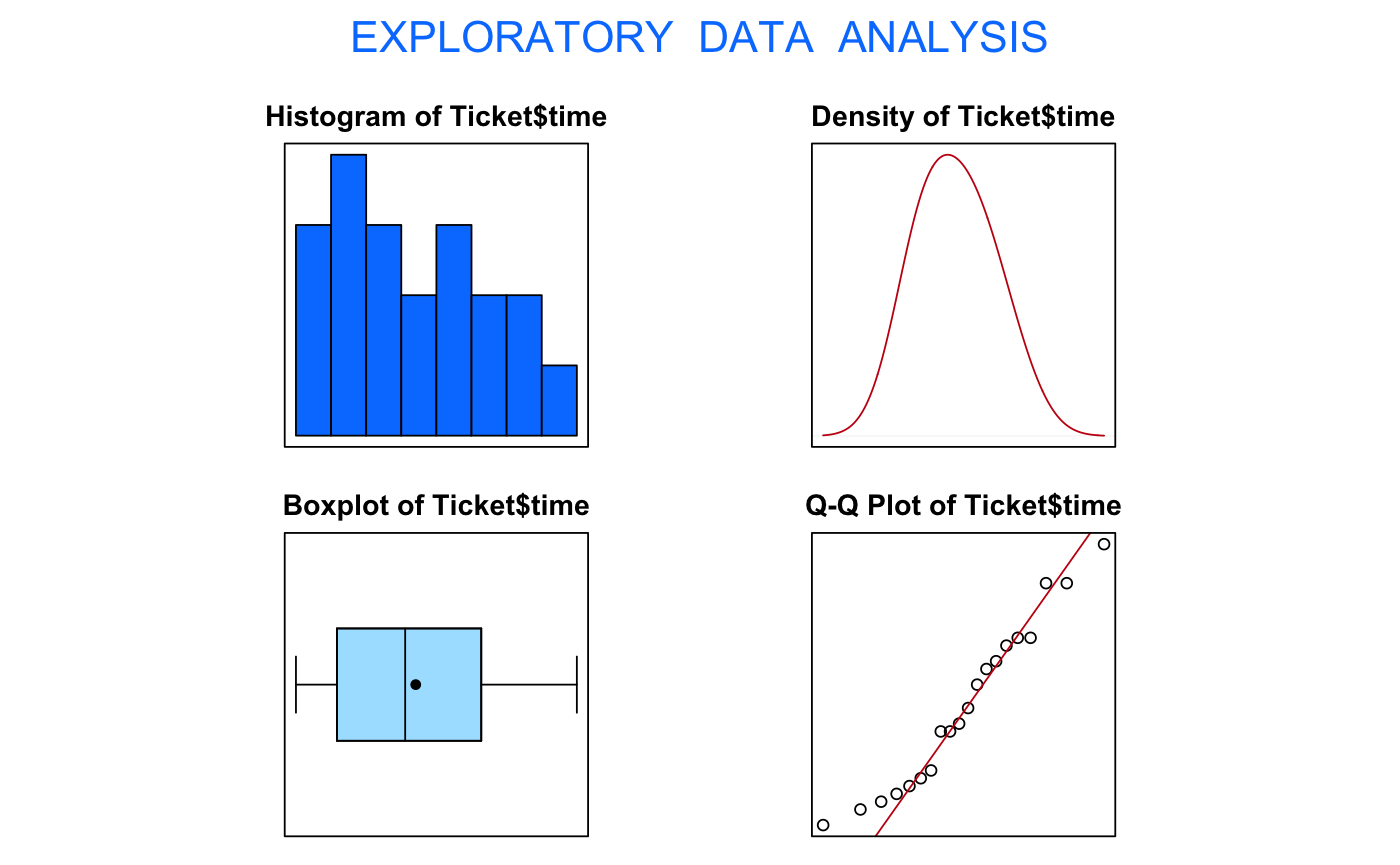 EXPLORATORY DATA ANALYSIS
Histogram of Ticket$time
Density of Ticket$time
Boxplot of Ticket$time
Q-Q Plot of Ticket$time